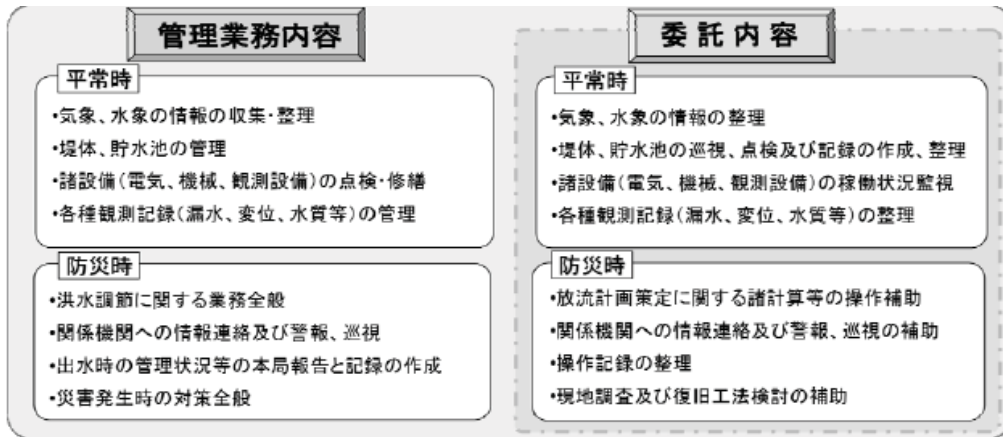 管理業務内容
平常時
・気象、水象の情報の収集・整理
・堤体、貯水池の管理
・諸設備(電気、機械、観測設備)の点検・修繕
・各種観測記録(漏水、変位、水質等)の管理
防災時
・洪水調節に関する業務全般
・関係機関への情報連絡及び警報、巡視
・出水時の管理状況等の本局報告と記録の作成
・災害発生時の対策全般
委託内容
平常時
・気象、水象の情報の整理
・堤体、貯水池の巡視、点検及び記録の作成、整理
・諸設備(電気、機械、観測設備)の稼働状況監視
・各種観測記録(漏水、変位、水質等)の整理
防災時
・放流計画策定に関する諸計算等の操作補助
・関係機関への情報連絡及び警報、巡視の補助
・操作記録の整理
・現地調査及び復旧工法検討の補助